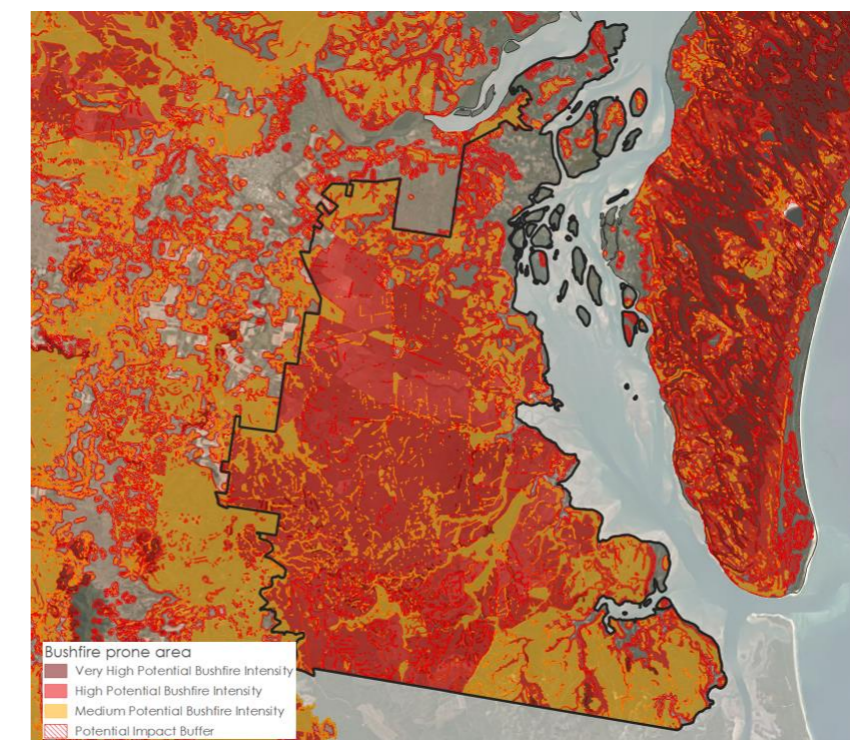 Bushfire prone area
Very High Potential Bushfire Intensity
High Potential Bushfire Intensity
Medium Potential Bushfire Intensity
Potential Impact Buffer